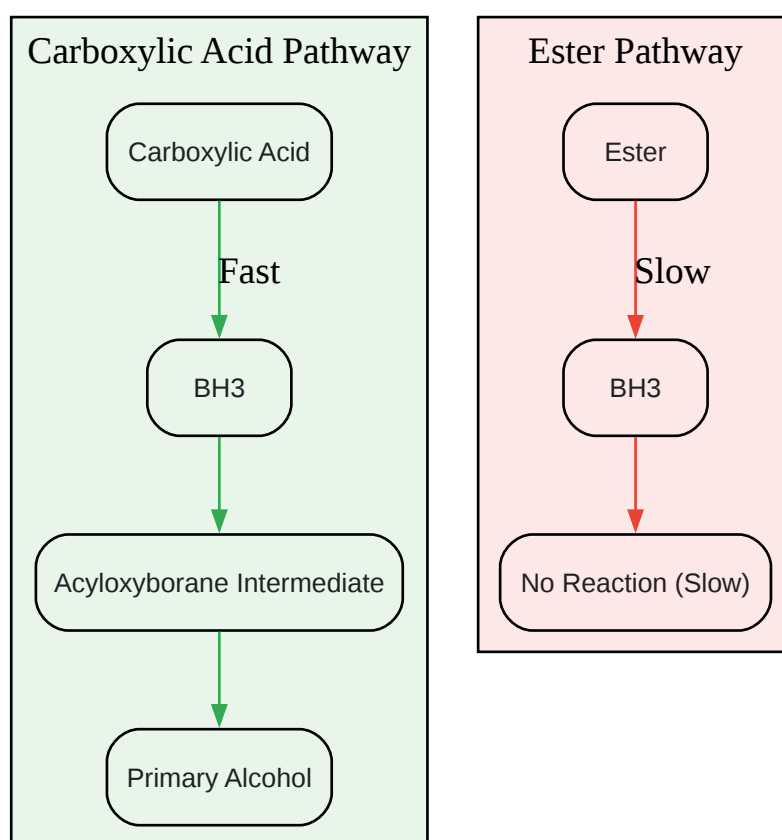 Carboxylic Acid Pathway
Carboxylic Acid
Fast
BH3
Acyloxyborane Intermediate
Primary Alcohol
Ester Pathway
Ester
Slow
BH3
No Reaction (Slow)